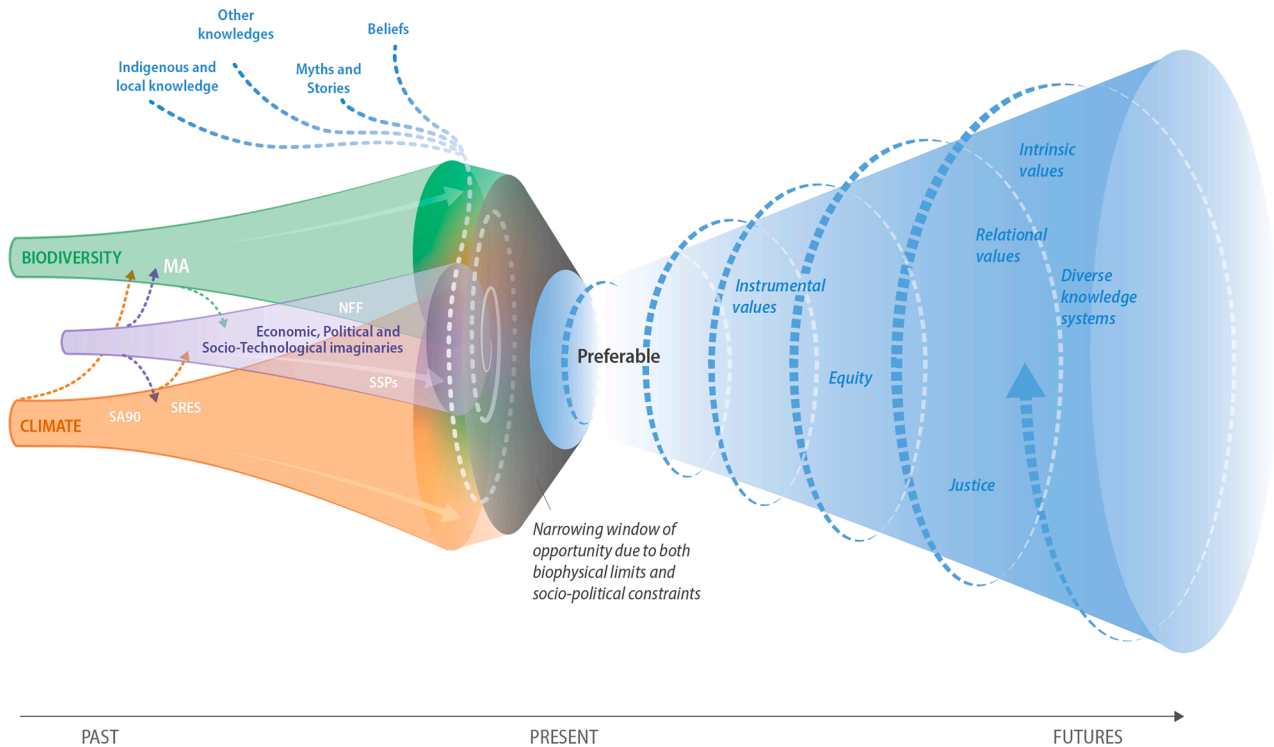 Other
knowledges
Beliefs
Indigenous and
local knowledge
Myths and
Stories
BIODIVERSITY
MA
NFF
Economic, Political and
Socio-Technological imaginaries
SSPs
SRES
SA90
CLIMATE
Preferable
Narrowing window of
opportunity due to both
biophysical limits and
socio-political constraints
Instrumental
values
Equity
Justice
Intrinsic
values
Relational
values
Diverse
knowledge
systems
PAST
PRESENT
FUTURES